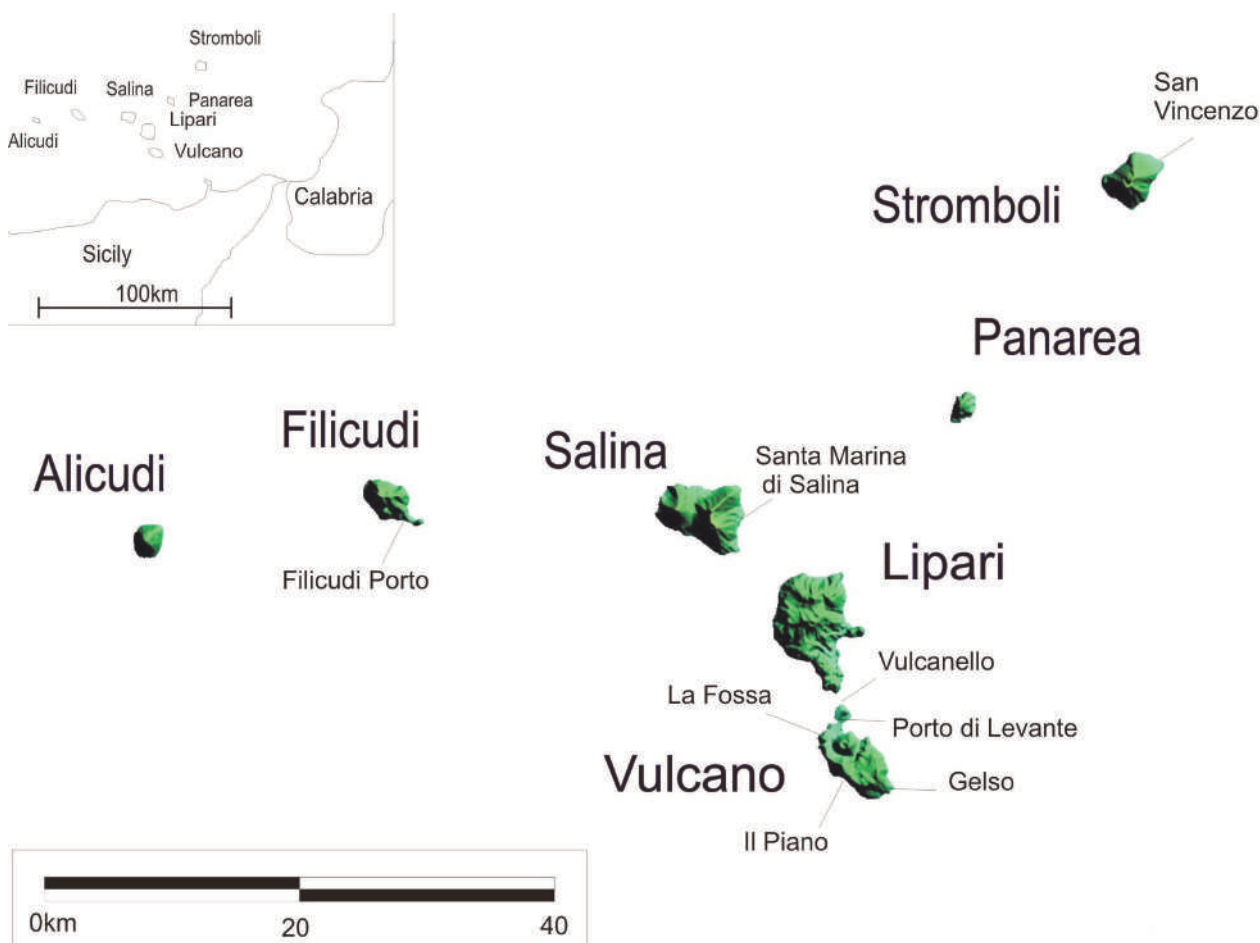 Stromboli
Filicudi
Salina
Panarea
Lipari
Alicudi
Vulcano
Calabria
Sicily
100km
San
Vincenzo
Stromboli
Panarea
Filicudi
Alicudi
Salina
Santa Marina
di Salina
Filicudi Porto
Lipari
Vulcanello
La Fossa
Porto di Levante
Vulcano
Gelso
Il Piano
0km
20
40